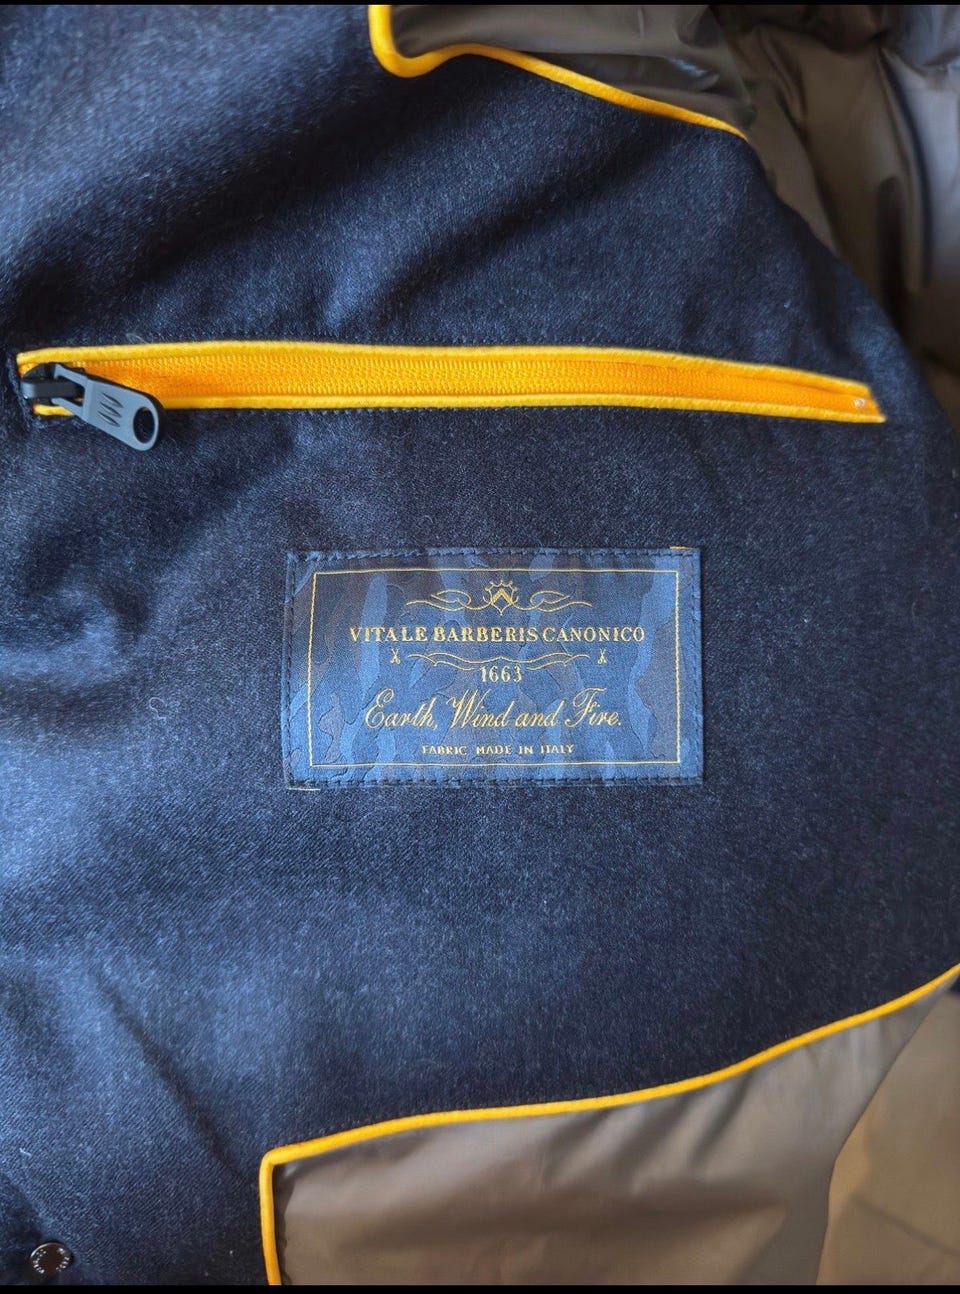 VITALE BARBERIS CANONICO
1663
Earth, Wind and Fire.
FABRIC MADE IN ITALY